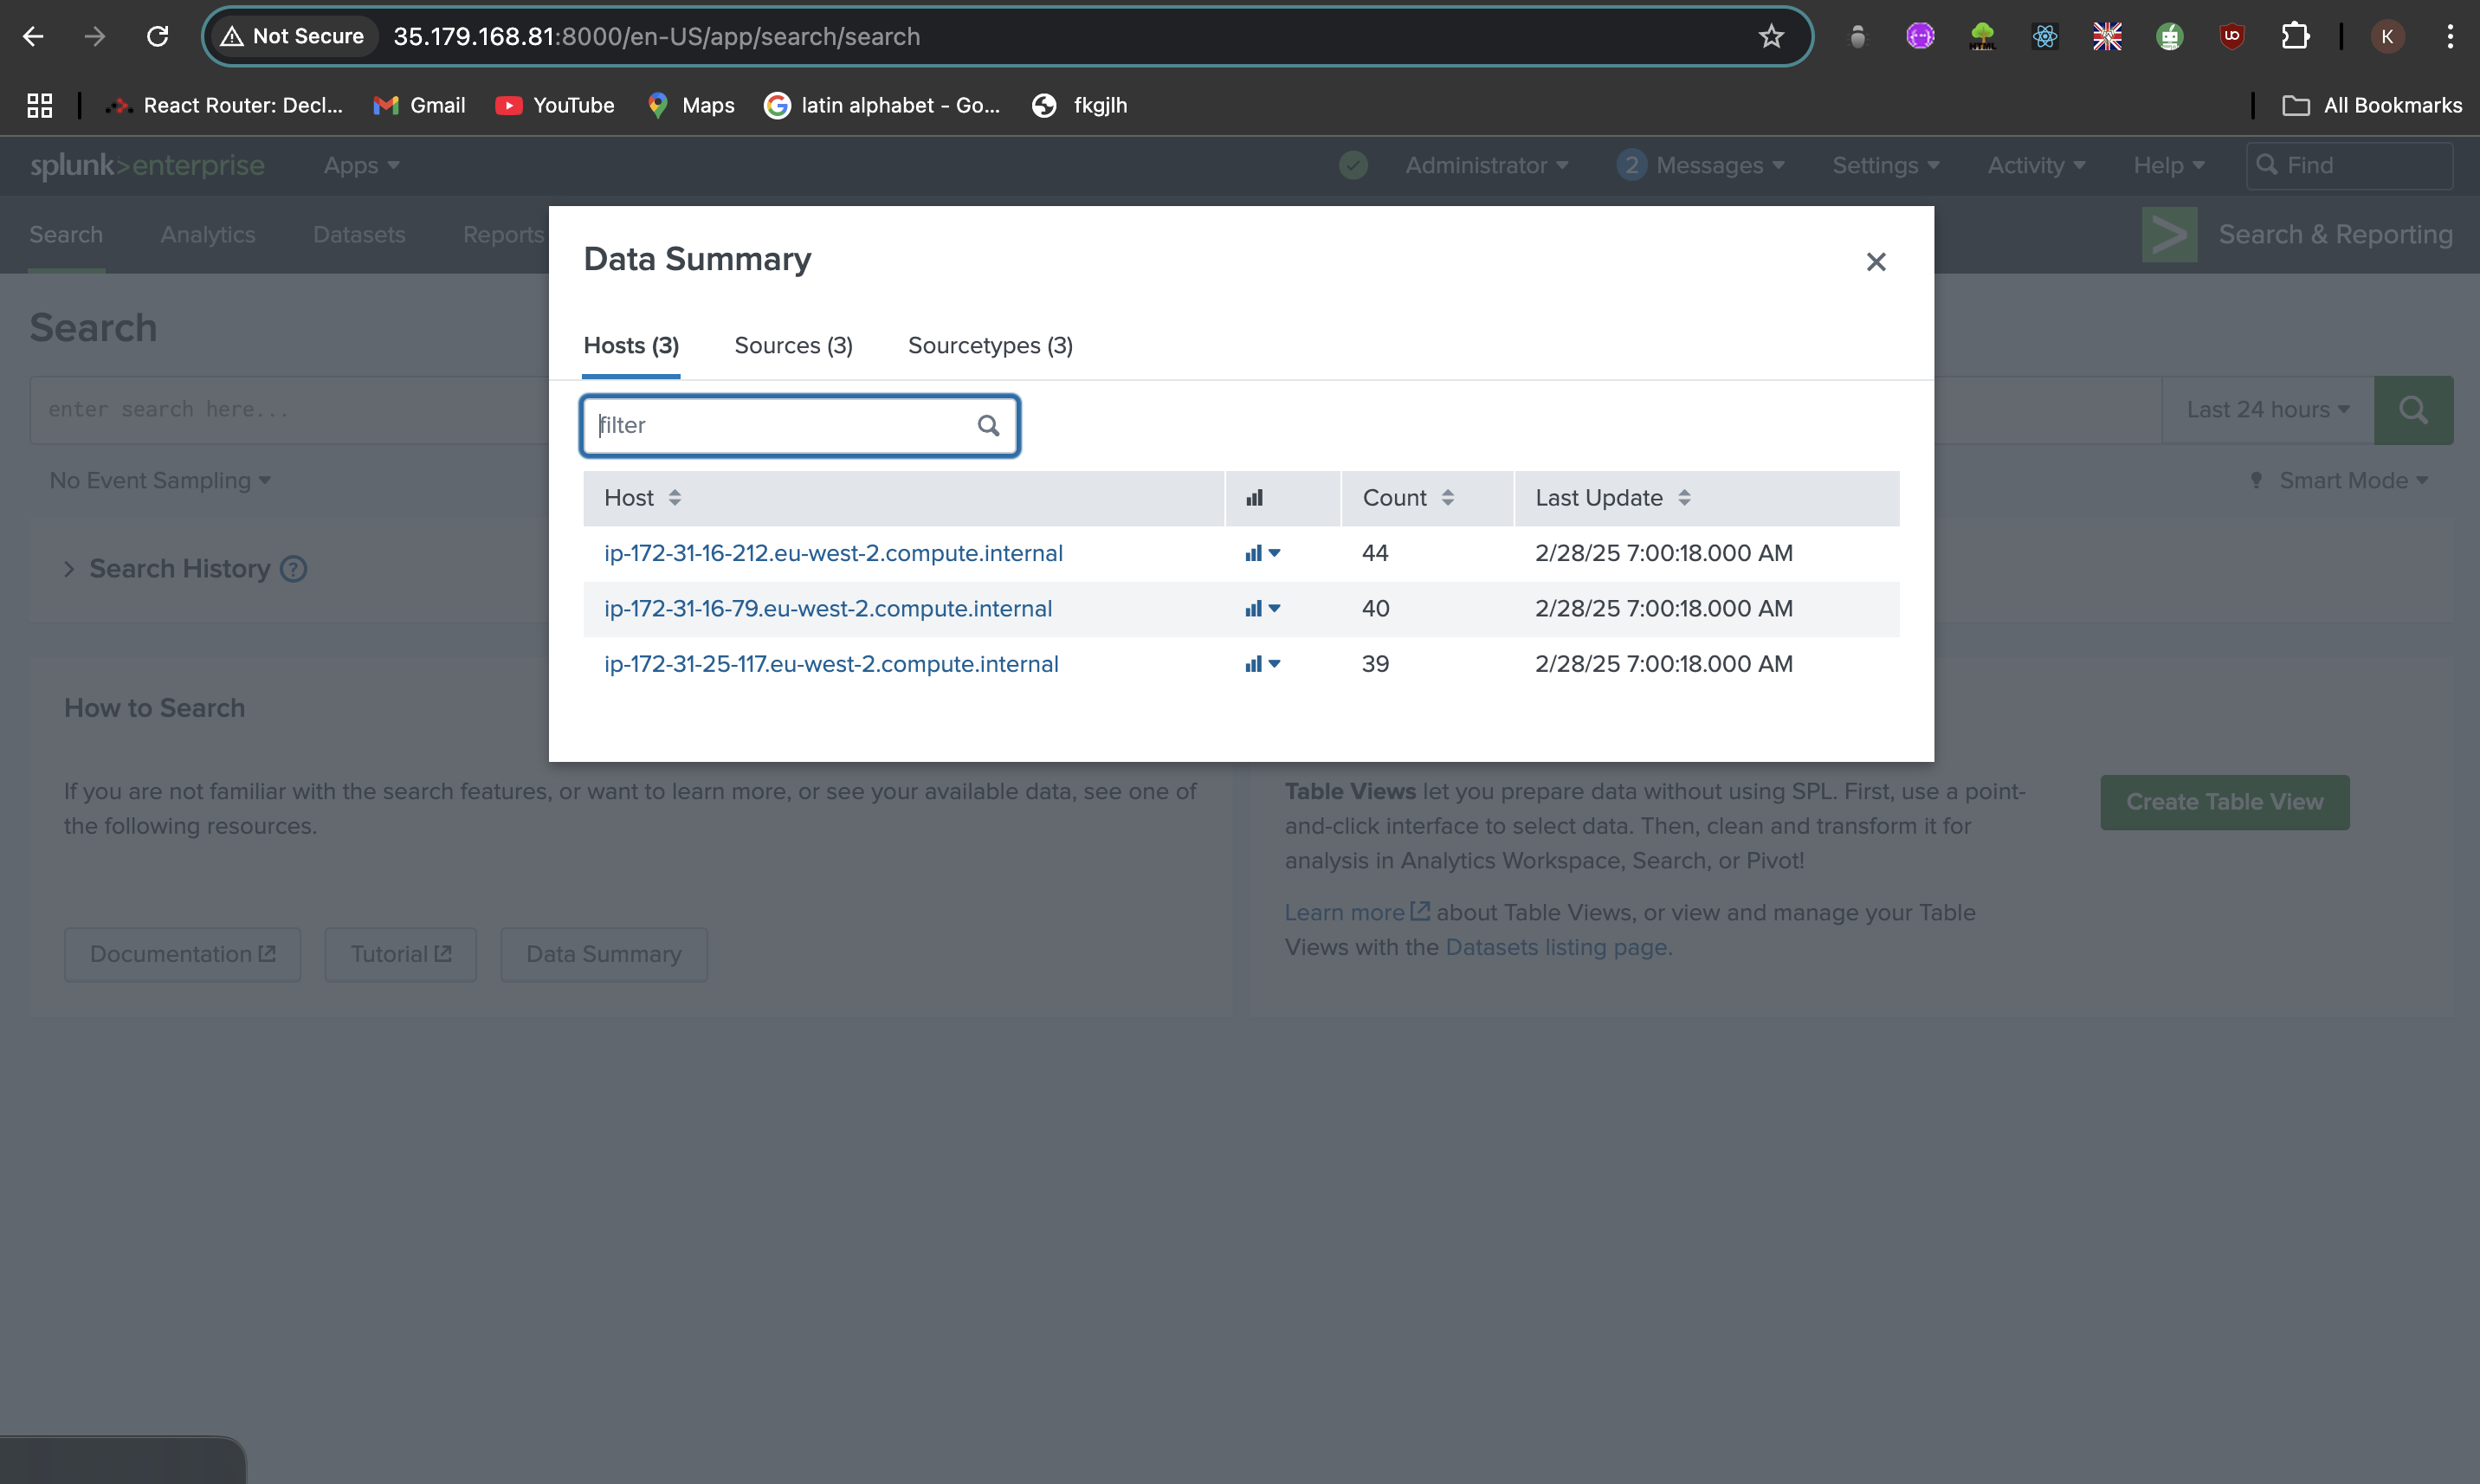 Not Secure 35.179.168.81:8000/en-US/app/search/search K
React Router: Decl... Gmail YouTube Maps latin alphabet - Go... fkgjlh All Bookmarks
splunk>enterprise Apps Administrator 2 Messages Settings Activity Help Find
Search Analytics Datasets Reports Search & Reporting
Data Summary
Search
Hosts (3) Sources (3) Sourcetypes (3)
enter search here... Last 24 hours
filter
No Event Sampling Smart Mode
Host Count Last Update
ip-172-31-16-212.eu-west-2.compute.internal 44 2/28/25 7:00:18.000 AM
Search History ?
ip-172-31-16-79.eu-west-2.compute.internal 40 2/28/25 7:00:18.000 AM
ip-172-31-25-117.eu-west-2.compute.internal 39 2/28/25 7:00:18.000 AM
How to Search
If you are not familiar with the search features, or want to learn more, or see your available data, see one of
the following resources.
Documentation Tutorial Data Summary
Table Views let you prepare data without using SPL. First, use a point-
and-click interface to select data. Then, clean and transform it for
analysis in Analytics Workspace, Search, or Pivot!
Learn more about Table Views, or view and manage your Table
Views with the Datasets listing page.
Create Table View